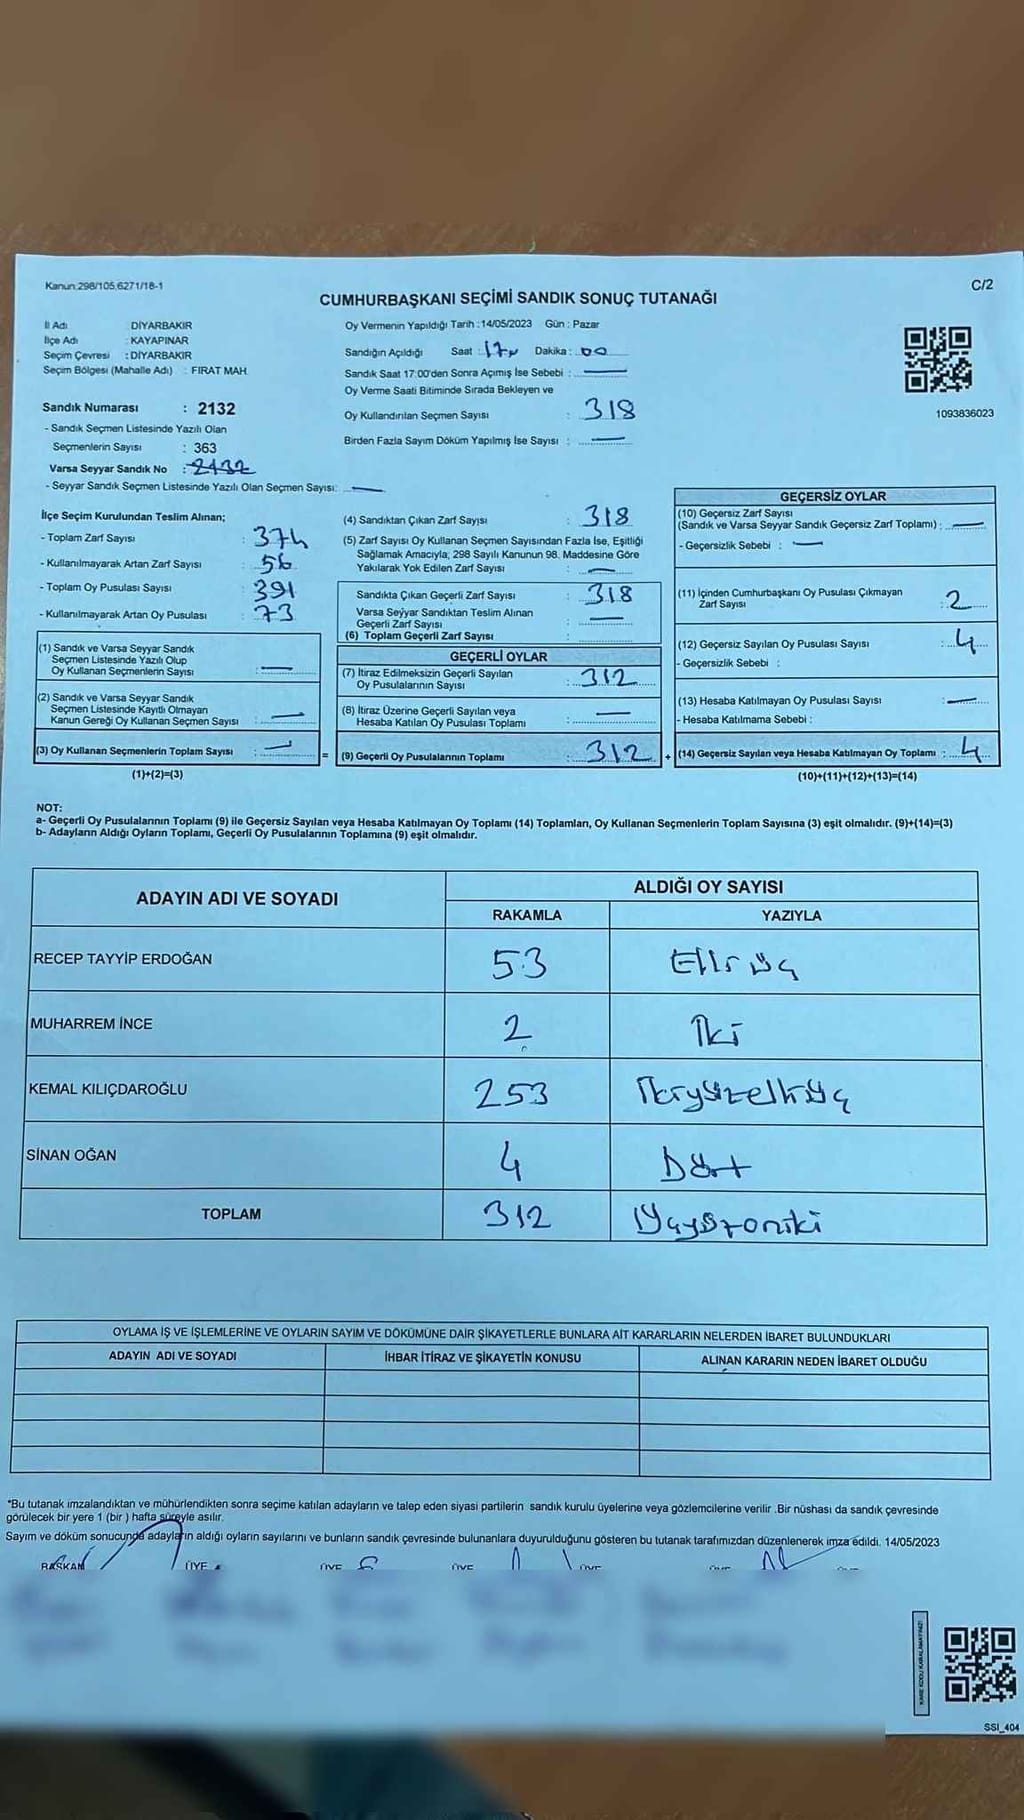 Kanun:298/105,6271/18-1
C/2
CUMHURBAŞKANI SEÇİMİ SANDIK SONUÇ TUTANAĞI
İl Adı : DİYARBAKIR
İlçe Adı : KAYAPINAR
Seçim Çevresi : DİYARBAKIR
Seçim Bölgesi (Mahalle Adı) : FIRAT MAH.
Sandık Numarası : 2132
- Sandık Seçmen Listesinde Yazılı Olan
Seçmenlerin Sayısı : 363
Varsa Seyyar Sandık No : 2132
- Seyyar Sandık Seçmen Listesinde Yazılı Olan Seçmen Sayısı: —
Oy Vermenin Yapıldığı Tarih : 14/05/2023 Gün : Pazar
Sandığın Açıldığı Saat : 17 Dakika : 00
Sandık Saat 17:00'den Sonra Açımış İse Sebebi : —
Oy Verme Saati Bitiminde Sırada Bekleyen ve
Oy Kullandırılan Seçmen Sayısı : 318
Birden Fazla Sayım Döküm Yapılmış İse Sayısı : —
1093836023
İlçe Seçim Kurulundan Teslim Alınan;
- Toplam Zarf Sayısı : 374
- Kullanılmayarak Artan Zarf Sayısı : 56
- Toplam Oy Pusulası Sayısı : 391
- Kullanılmayarak Artan Oy Pusulası : 73
(1) Sandık ve Varsa Seyyar Sandık
Seçmen Listesinde Yazılı Olup
Oy Kullanan Seçmenlerin Sayısı : —
(2) Sandık ve Varsa Seyyar Sandık
Seçmen Listesinde Kayıtlı Olmayan
Kanun Gereği Oy Kullanan Seçmen Sayısı : —
(3) Oy Kullanan Seçmenlerin Toplam Sayısı : —
(1)+(2)=(3)
(4) Sandıktan Çıkan Zarf Sayısı : 318
(5) Zarf Sayısı Oy Kullanan Seçmen Sayısından Fazla İse, Eşitliği
Sağlamak Amacıyla, 298 Sayılı Kanunun 98. Maddesine Göre
Yakılarak Yok Edilen Zarf Sayısı : —
Sandıkta Çıkan Geçerli Zarf Sayısı : 318
Varsa Seyyar Sandıktan Teslim Alınan
Geçerli Zarf Sayısı : —
(6) Toplam Geçerli Zarf Sayısı :
GEÇERLİ OYLAR
(7) İtiraz Edilmeksizin Geçerli Sayılan
Oy Pusulalarının Sayısı : 312
(8) İtiraz Üzerine Geçerli Sayılan veya
Hesaba Katılan Oy Pusulası Toplamı : —
= (9) Geçerli Oy Pusulalarının Toplamı : 312
GEÇERSİZ OYLAR
(10) Geçersiz Zarf Sayısı
(Sandık ve Varsa Seyyar Sandık Geçersiz Zarf Toplamı) : —
- Geçersizlik Sebebi : —
(11) İçinden Cumhurbaşkanı Oy Pusulası Çıkmayan
Zarf Sayısı : 2
(12) Geçersiz Sayılan Oy Pusulası Sayısı : 4
- Geçersizlik Sebebi :
(13) Hesaba Katılmayan Oy Pusulası Sayısı : —
- Hesaba Katılmama Sebebi :
+ (14) Geçersiz Sayılan veya Hesaba Katılmayan Oy Toplamı : 4
(10)+(11)+(12)+(13)=(14)
NOT:
a- Geçerli Oy Pusulalarının Toplamı (9) ile Geçersiz Sayılan veya Hesaba Katılmayan Oy Toplamı (14) Toplamları, Oy Kullanan Seçmenlerin Toplam Sayısına (3) eşit olmalıdır. (9)+(14)=(3)
b- Adayların Aldığı Oyların Toplamı, Geçerli Oy Pusulalarının Toplamına (9) eşit olmalıdır.
ADAYIN ADI VE SOYADI
ALDIĞI OY SAYISI
RAKAMLA YAZIYLA
RECEP TAYYİP ERDOĞAN 53 Elli üç
MUHARREM İNCE 2 İki
KEMAL KILIÇDAROĞLU 253 İkiyüzelliüç
SİNAN OĞAN 4 Dört
TOPLAM 312
OYLAMA İŞ VE İŞLEMLERİNE VE OYLARIN SAYIM VE DÖKÜMÜNE DAİR ŞİKAYETLERLE BUNLARA AİT KARARLARIN NELERDEN İBARET BULUNDUKLARI
ADAYIN ADI VE SOYADI İHBAR İTİRAZ VE ŞİKAYETİN KONUSU ALINAN KARARIN NEDEN İBARET OLDUĞU
*Bu tutanak imzalandıktan ve mühürlendikten sonra seçime katılan adayların ve talep eden siyasi partilerin sandık kurulu üyelerine veya gözlemcilerine verilir .Bir nüshası da sandık çevresinde
görülecek bir yere 1 (bir ) hafta süreyle asılır.
Sayım ve döküm sonucunda adayların aldığı oyların sayılarını ve bunların sandık çevresinde bulunanlara duyurulduğunu gösteren bu tutanak tarafımızdan düzenlenerek imza edildi. 14/05/2023
BAŞKAN ÜYE ÜYE ÜYE ÜYE
KARE KODU KARALAMAYINIZ!
SSI_404